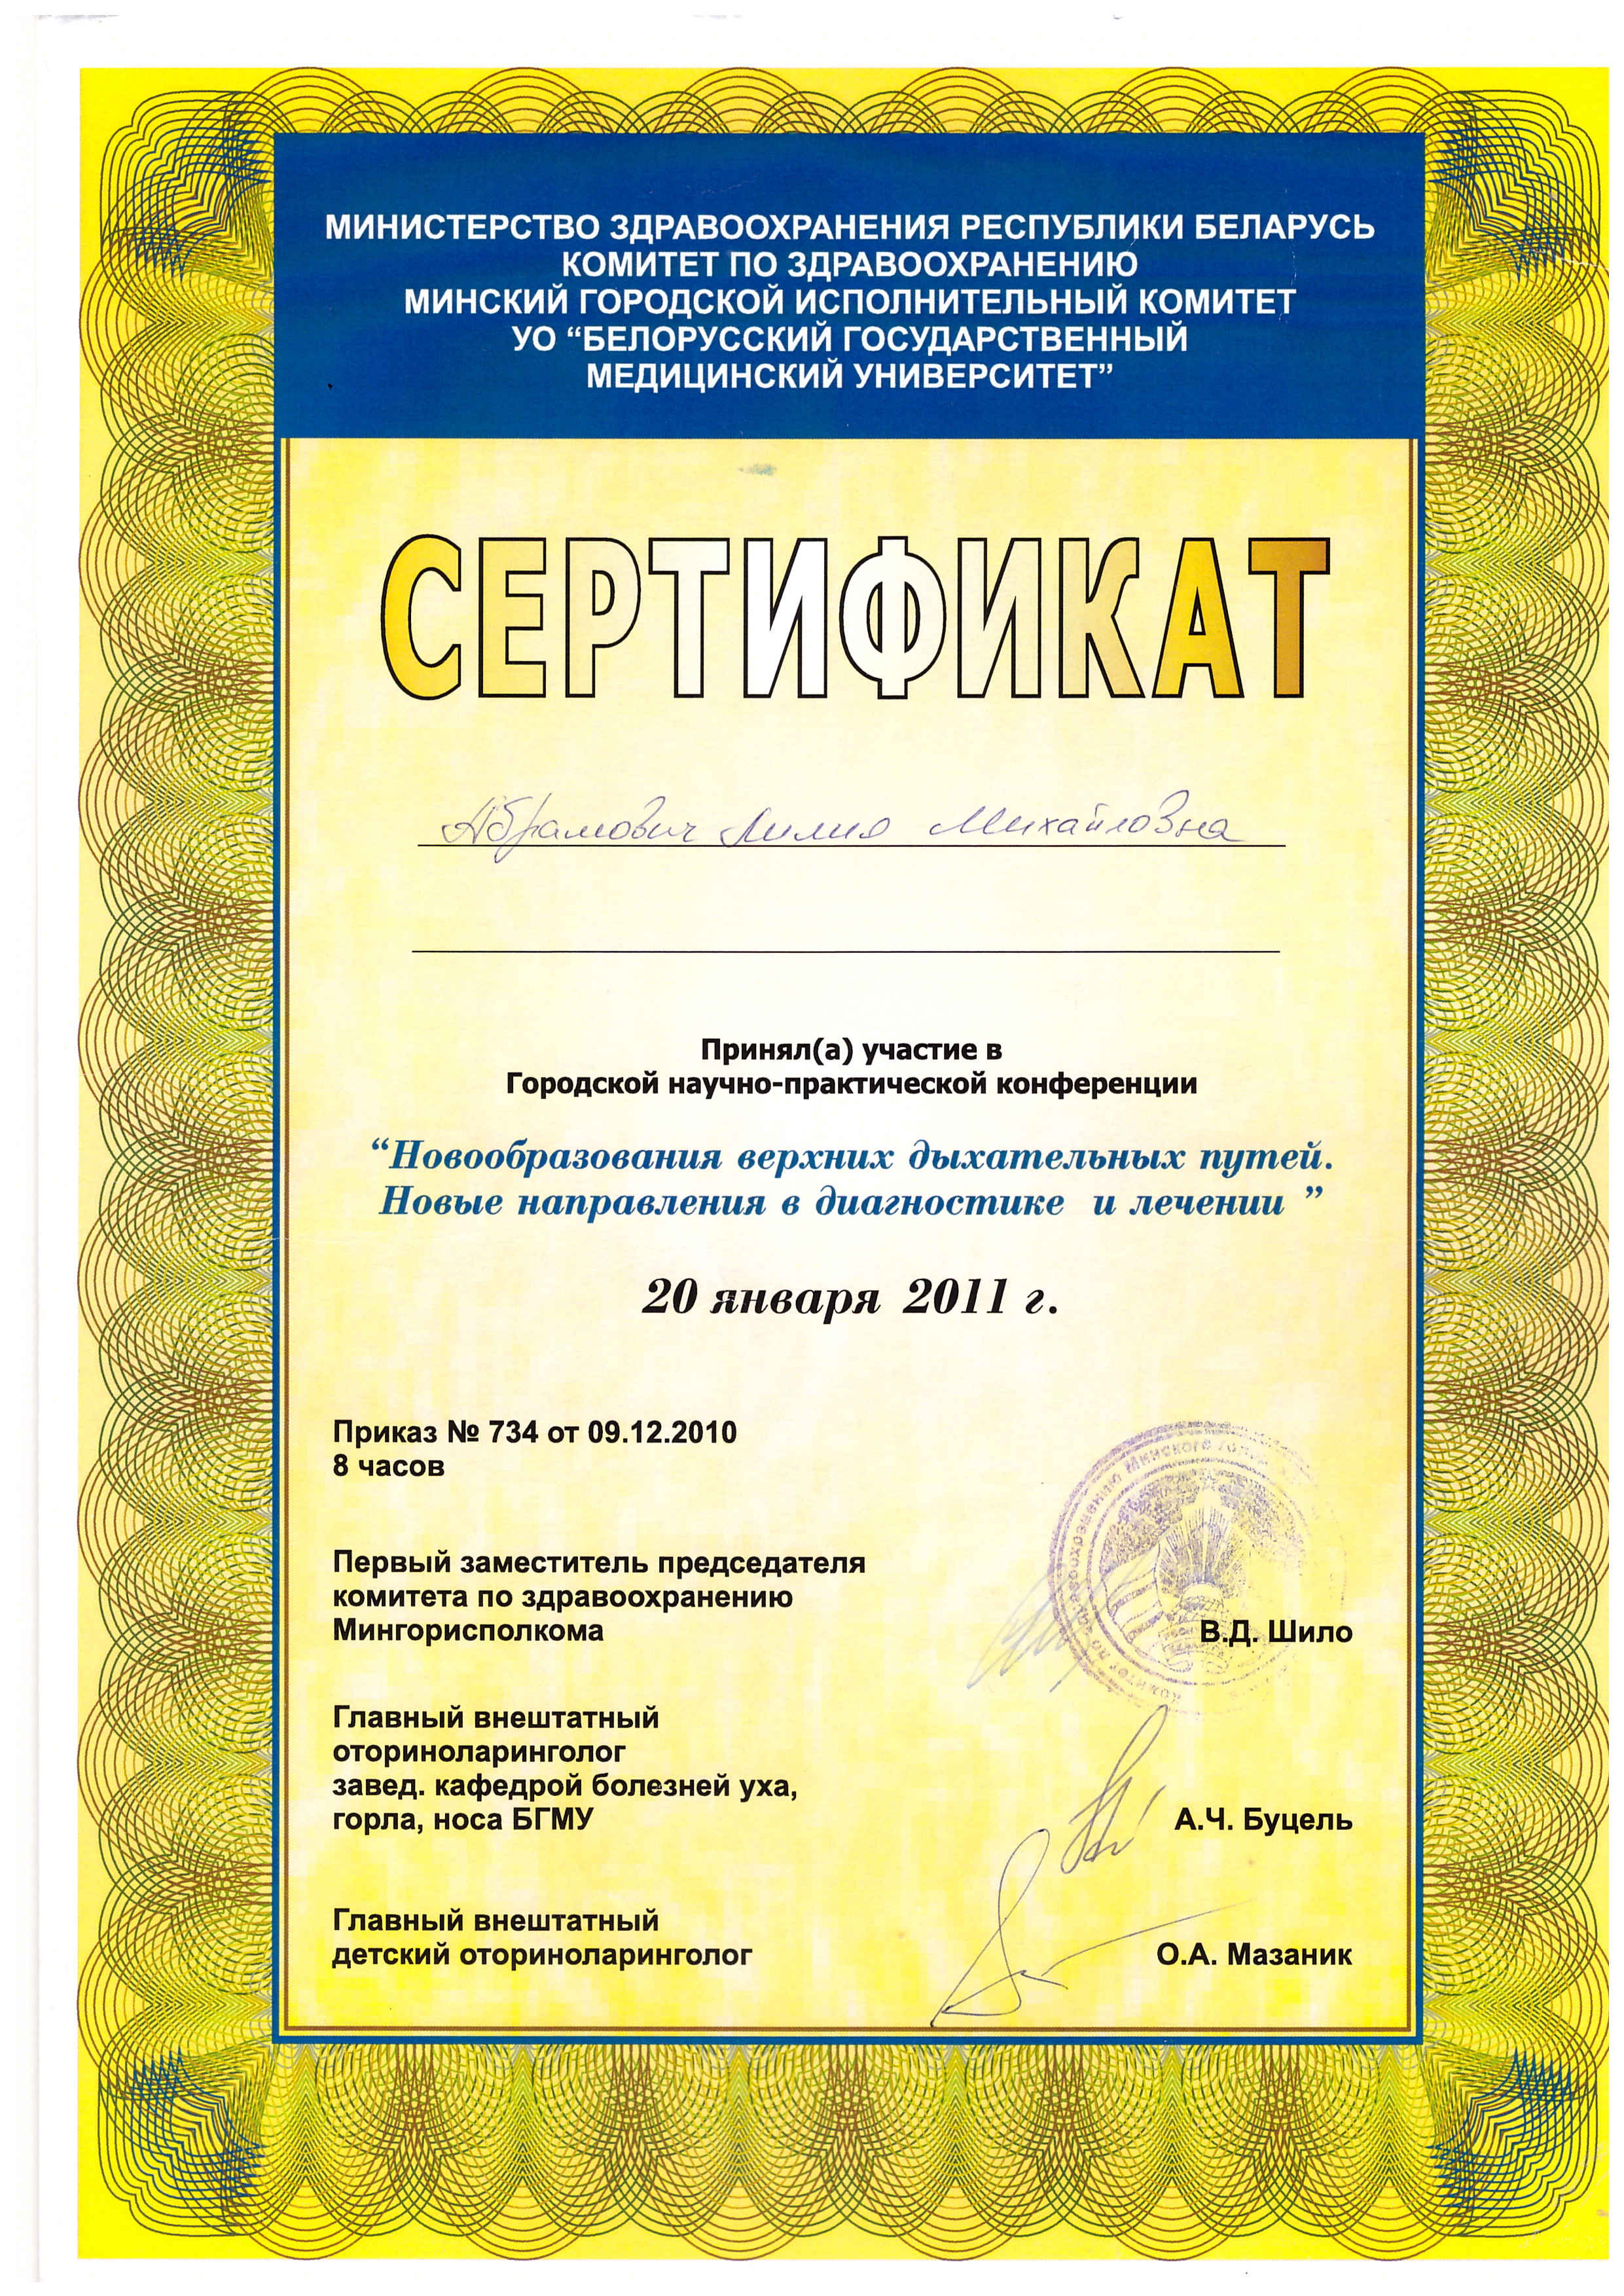 МИНИСТЕРСТВО ЗДРАВООХРАНЕНИЯ РЕСПУБЛИКИ БЕЛАРУСЬ
КОМИТЕТ ПО ЗДРАВООХРАНЕНИЮ
МИНСКИЙ ГОРОДСКОЙ ИСПОЛНИТЕЛЬНЫЙ КОМИТЕТ
УО “БЕЛОРУССКИЙ ГОСУДАРСТВЕННЫЙ
МЕДИЦИНСКИЙ УНИВЕРСИТЕТ”
СЕРТИФИКАТ
Абрамович Лилия Михайловна
Принял(а) участие в
Городской научно-практической конференции
“Новообразования верхних дыхательных путей.
Новые направления в диагностике и лечении ”
20 января 2011 г.
Приказ № 734 от 09.12.2010
8 часов
Первый заместитель председателя
комитета по здравоохранению
Мингорисполкома
В.Д. Шило
Главный внештатный
оториноларинголог
завед. кафедрой болезней уха,
горла, носа БГМУ
А.Ч. Буцель
Главный внештатный
детский оториноларинголог
О.А. Мазаник